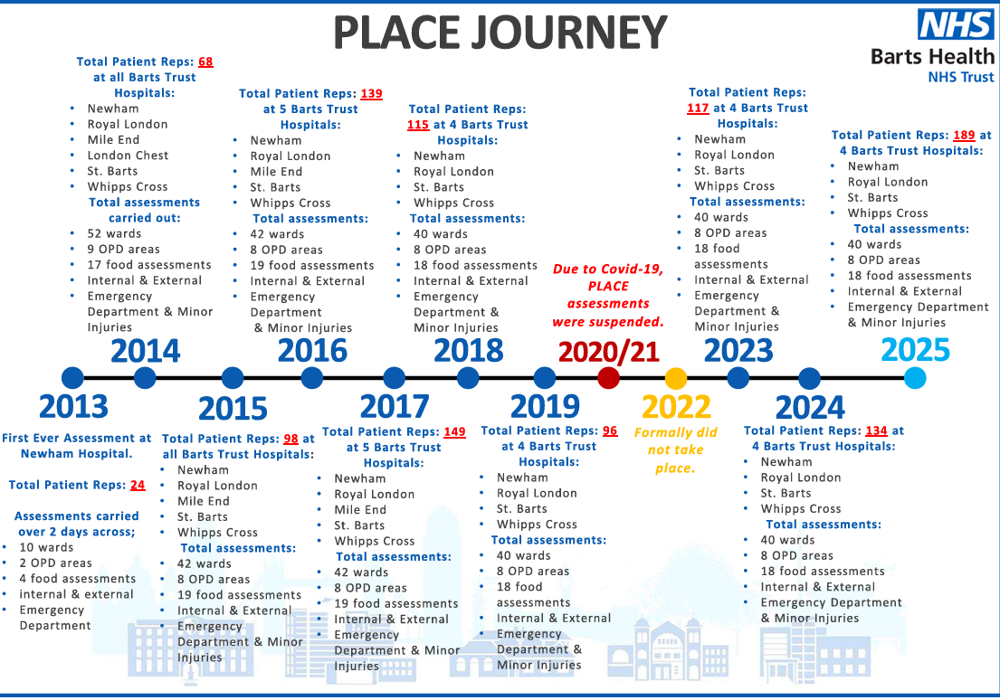 PLACE JOURNEY
NHS
Barts Health
NHS Trust
Total Patient Reps: 68
at all Barts Trust
Hospitals:
• Newham
• Royal London
• Mile End
• London Chest
• St. Barts
• Whipps Cross
Total assessments
carried out:
• 52 wards
• 9 OPD areas
• 17 food assessments
• Internal & External
• Emergency
Department & Minor
Injuries
2014
Total Patient Reps: 139
at 5 Barts Trust
Hospitals:
• Newham
• Royal London
• Mile End
• St. Barts
• Whipps Cross
Total assessments:
• 42 wards
• 8 OPD areas
• 19 food assessments
• Internal & External
• Emergency
Department
& Minor Injuries
2016
Total Patient Reps:
115 at 4 Barts Trust
Hospitals:
• Newham
• Royal London
• St. Barts
• Whipps Cross
Total assessments:
• 40 wards
• 8 OPD areas
• 18 food assessments
• Internal & External
• Emergency
Department &
Minor Injuries
2018
Due to Covid-19,
PLACE
assessments
were suspended.
2020/21
Total Patient Reps:
117 at 4 Barts Trust
Hospitals:
• Newham
• Royal London
• St. Barts
• Whipps Cross
Total assessments:
• 40 wards
• 8 OPD areas
• 18 food
assessments
• Internal & External
• Emergency
Department &
Minor Injuries
2023
Total Patient Reps: 189 at
4 Barts Trust Hospitals:
• Newham
• Royal London
• St. Barts
• Whipps Cross
Total assessments:
• 40 wards
• 8 OPD areas
• 18 food assessments
• Internal & External
• Emergency Department
& Minor Injuries
2025
2013
First Ever Assessment at
Newham Hospital.
Total Patient Reps: 24
Assessments carried
over 2 days across;
• 10 wards
• 2 OPD areas
• 4 food assessments
• internal & external
• Emergency
Department
2015
Total Patient Reps: 98 at
all Barts Trust Hospitals:
• Newham
• Royal London
• Mile End
• St. Barts
• Whipps Cross
Total assessments:
• 42 wards
• 8 OPD areas
• 19 food assessments
• Internal & External
• Emergency
Department & Minor
Injuries
2017
Total Patient Reps: 149
at 5 Barts Trust
Hospitals:
• Newham
• Royal London
• Mile End
• St. Barts
• Whipps Cross
Total assessments:
• 42 wards
• 8 OPD areas
• 19 food assessments
• Internal & External
• Emergency
Department & Minor
Injuries
2019
Total Patient Reps: 96
at 4 Barts Trust
Hospitals:
• Newham
• Royal London
• St. Barts
• Whipps Cross
Total assessments:
• 40 wards
• 8 OPD areas
• 18 food
assessments
• Internal & External
• Emergency
Department &
Minor Injuries
2022
Formally did
not take
place.
2024
Total Patient Reps: 134 at
4 Barts Trust Hospitals:
• Newham
• Royal London
• St. Barts
• Whipps Cross
Total assessments:
• 40 wards
• 8 OPD areas
• 18 food assessments
• Internal & External
• Emergency Department
& Minor Injuries